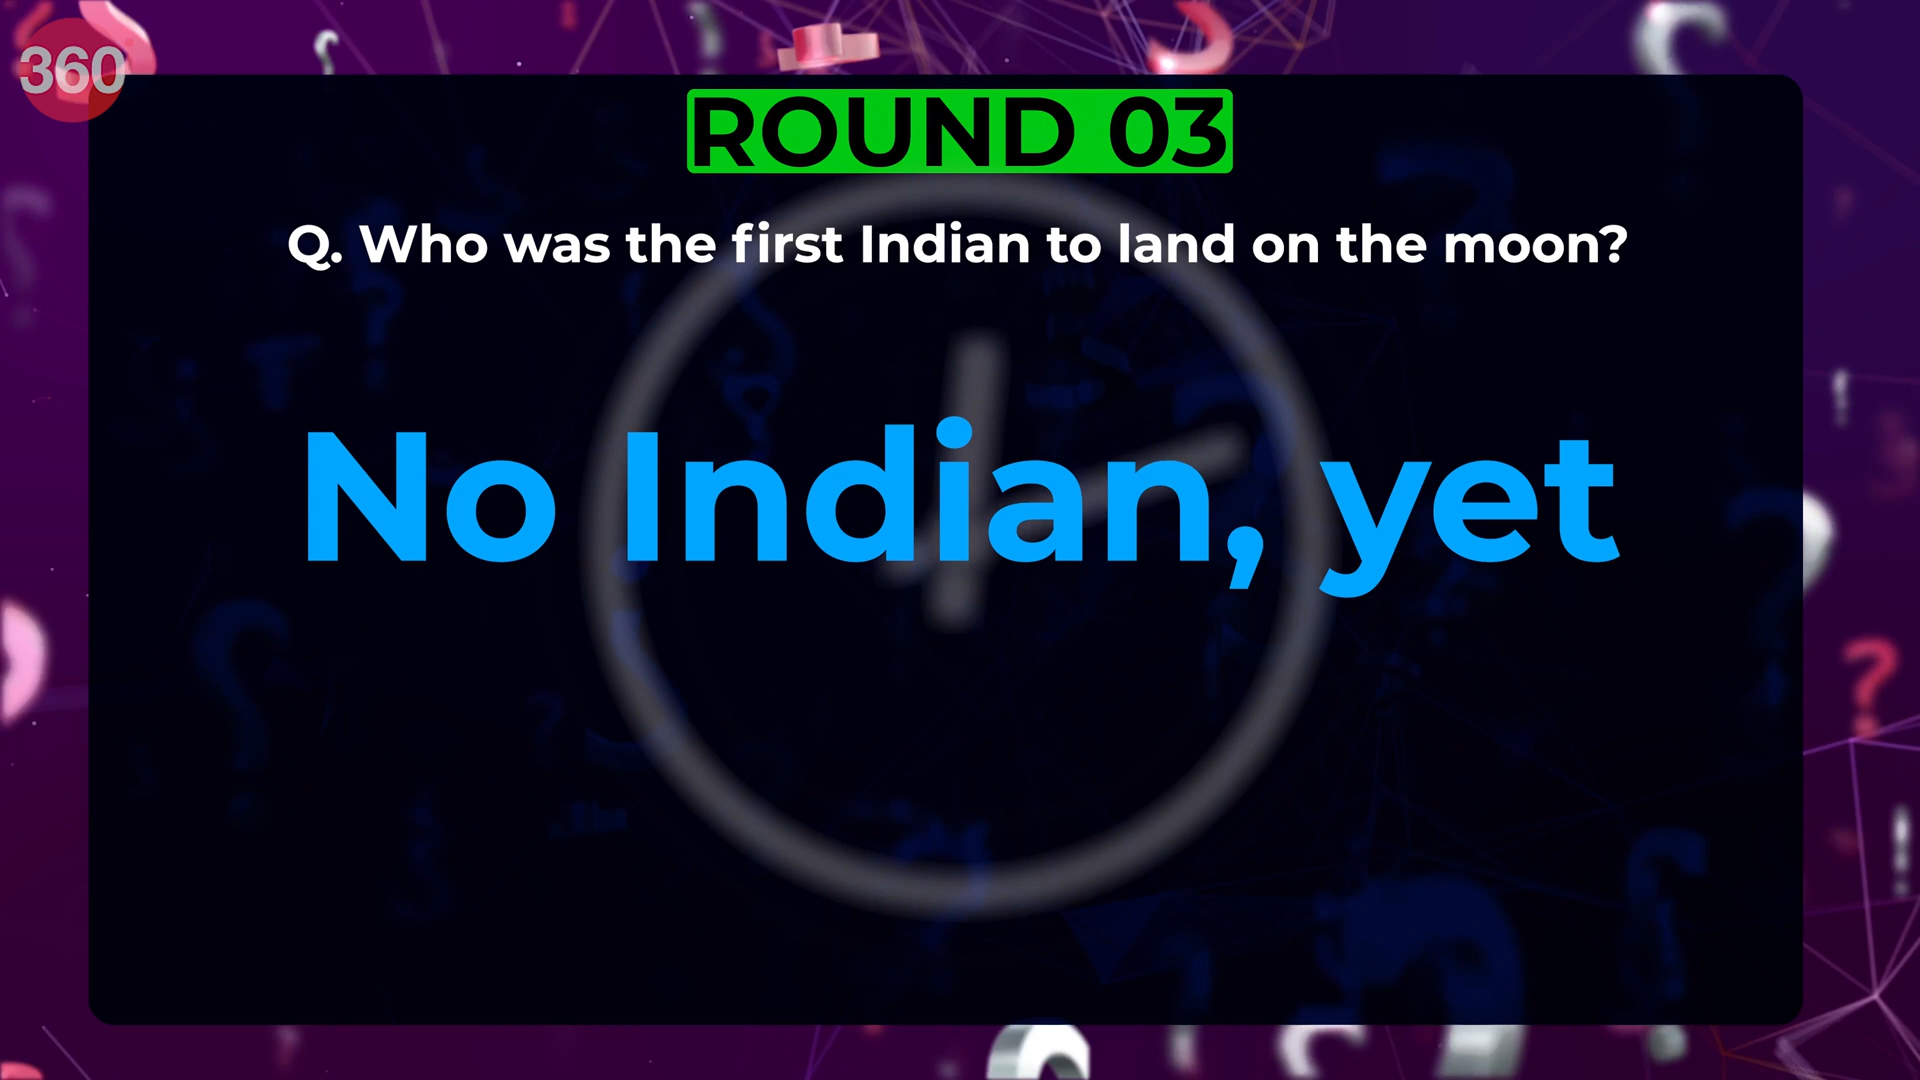 360
ROUND 03
Q. Who was the first Indian to land on the moon?
No Indian, yet